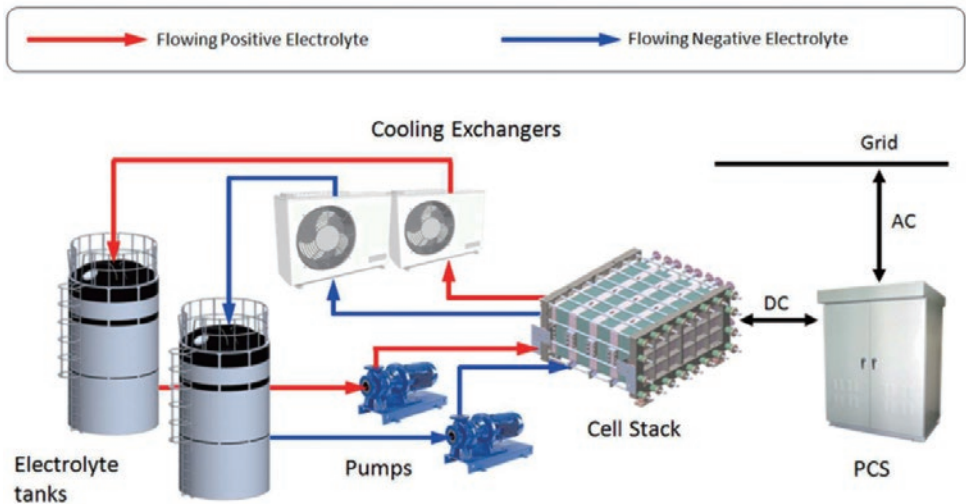 Flowing Positive Electrolyte
Flowing Negative Electrolyte
Cooling Exchangers
Grid
AC
DC
Cell Stack
Electrolyte
tanks
Pumps
PCS